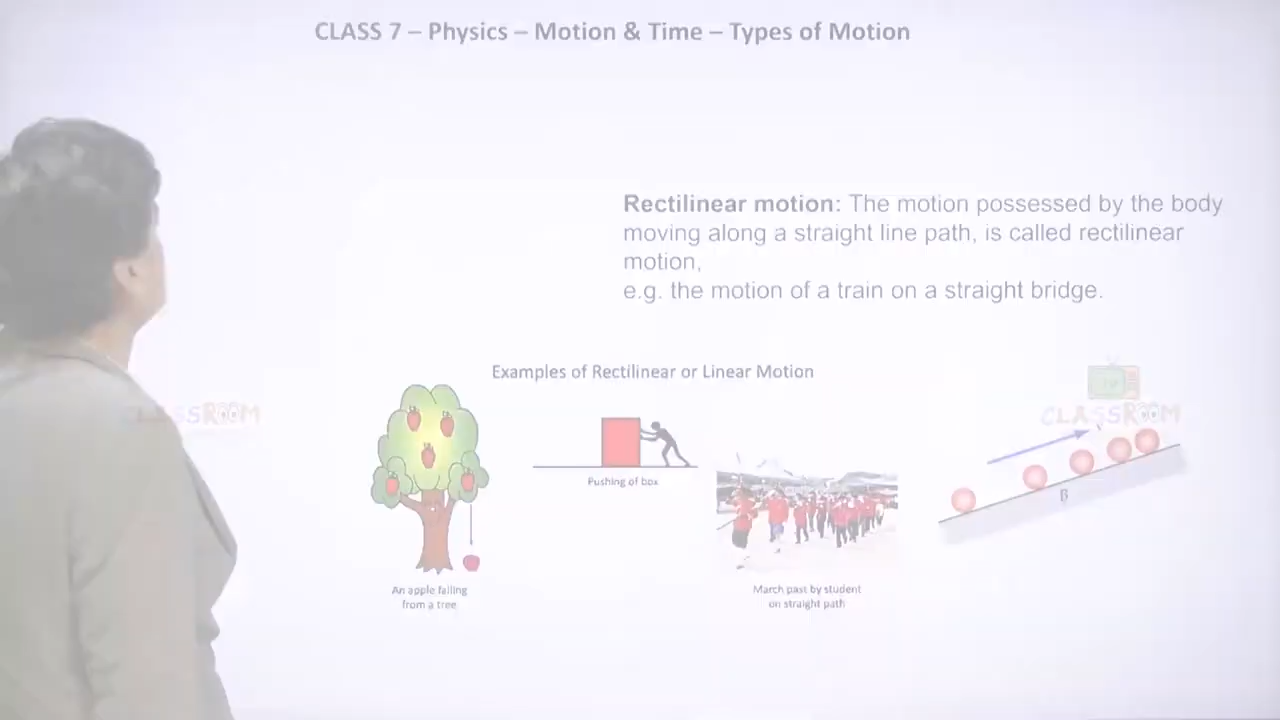 CLASS 7 – Physics – Motion & Time – Types of Motion
Rectilinear motion: The motion possessed by the body
moving along a straight line path, is called rectilinear
motion,
e.g. the motion of a train on a straight bridge.
Examples of Rectilinear or Linear Motion
CLASSROOM
CLASSROOM
Pushing of box
β
An apple falling
from a tree
March past by student
on straight path